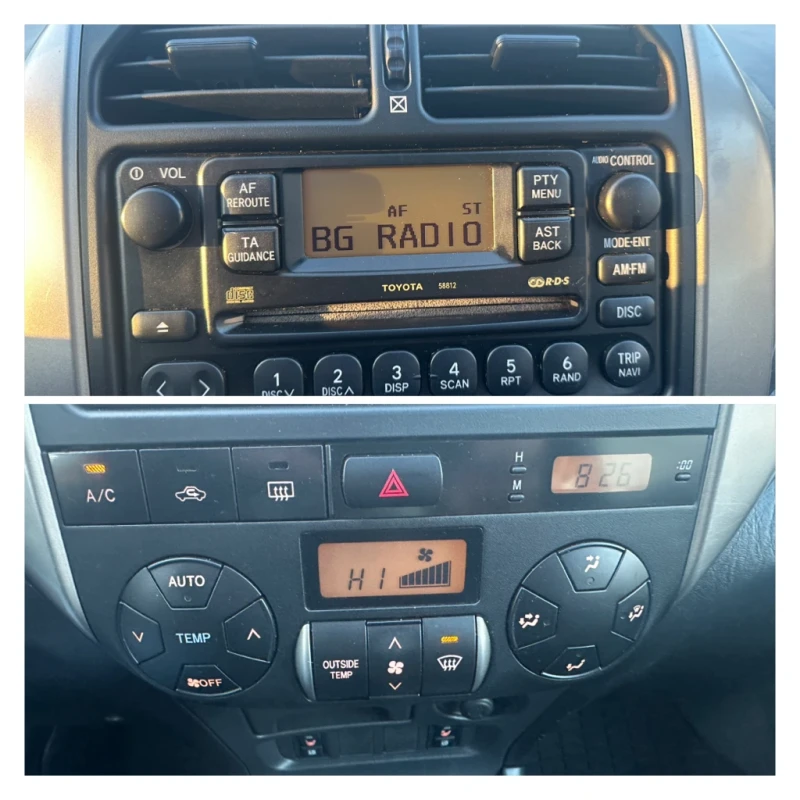 VOL
AF
REROUTE
TA
GUIDANCE
AF ST
BG RADIO
PTY
MENU
AST
BACK
AUDIO CONTROL
MODE·ENT
AM·FM
DISC
TRIP
NAVI
TOYOTA 58812
R·D·S
1
DISC
2
DISC
3
DISP
4
SCAN
5
RPT
6
RAND
A/C
H
M
8:26
:00
HI
AUTO
TEMP
OFF
OUTSIDE
TEMP